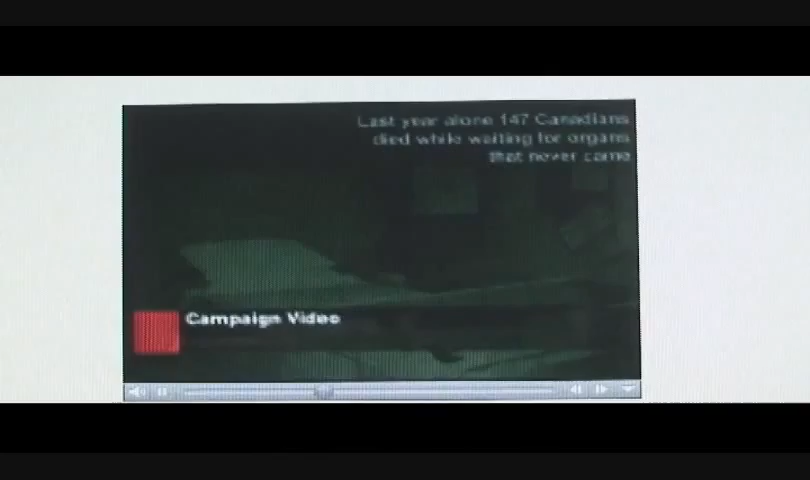 Last year alone 147 Canadians
died while waiting for organs
that never came
Campaign Video